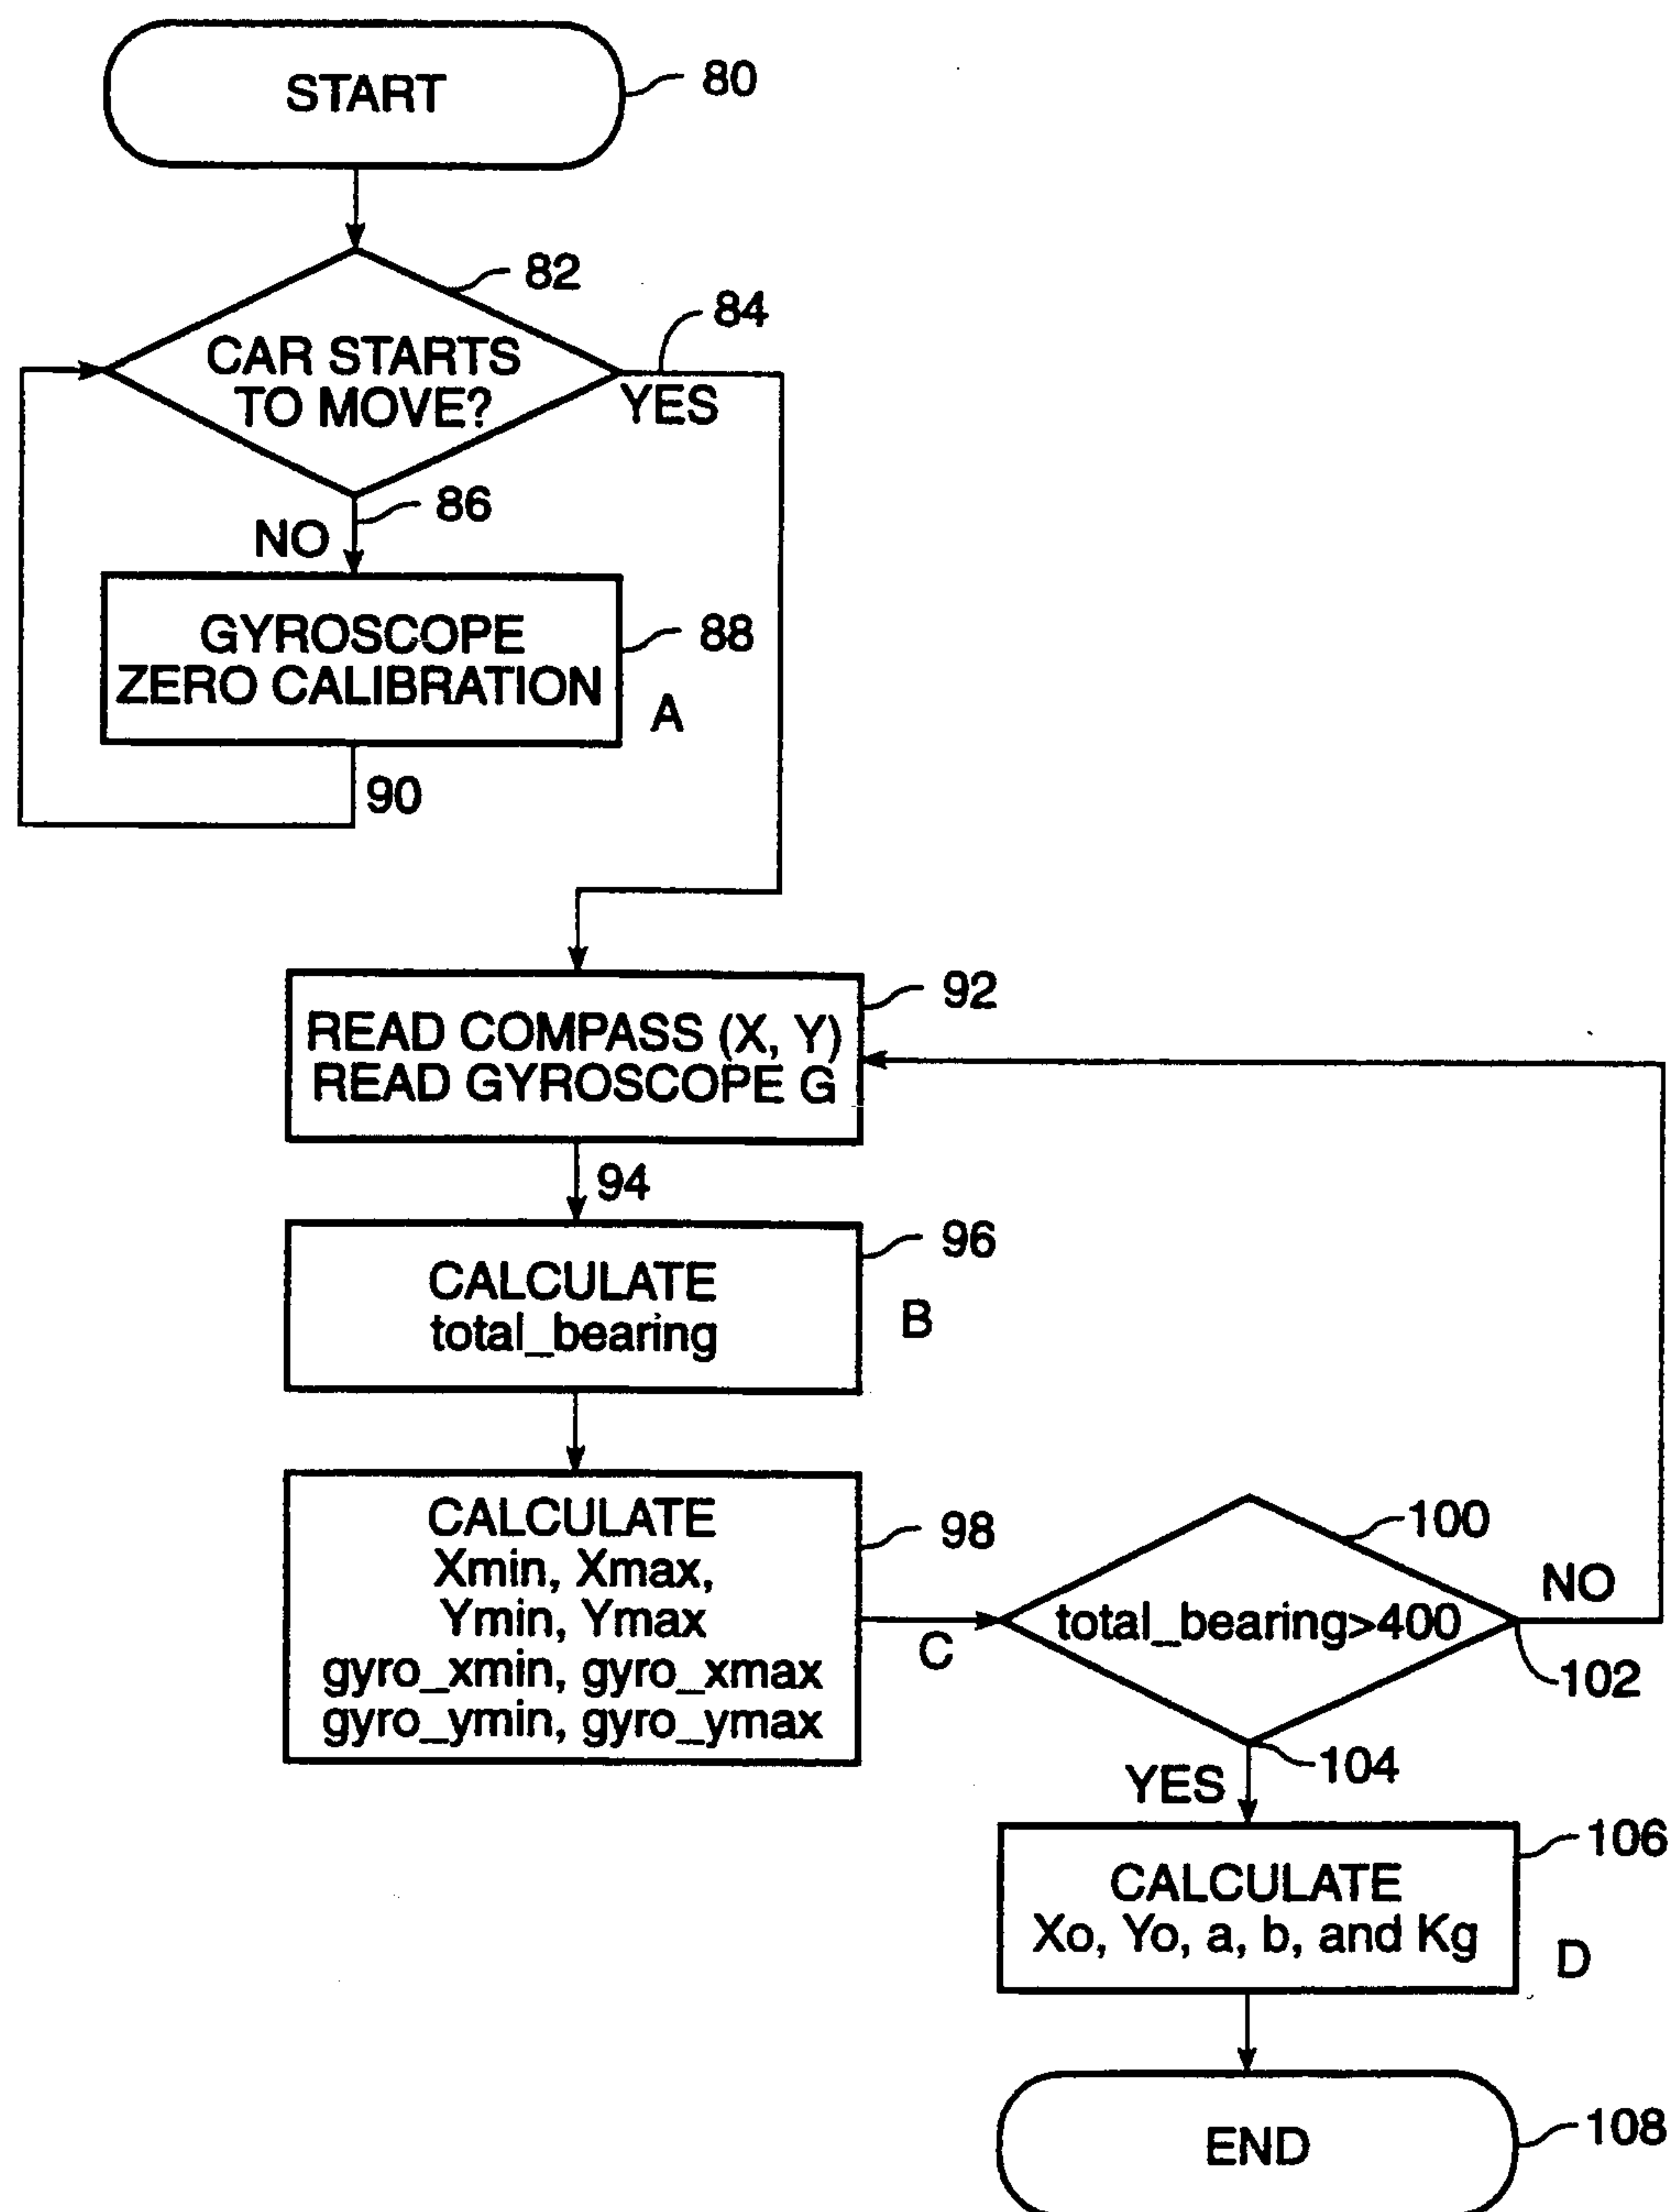 START
80
82
84
CAR STARTS
TO MOVE?
YES
86
NO
GYROSCOPE
ZERO CALIBRATION
88
A
90
READ COMPASS (X, Y)
READ GYROSCOPE G
92
94
CALCULATE
total_bearing
96
B
CALCULATE
Xmin, Xmax,
Ymin, Ymax
gyro_xmin, gyro_xmax
gyro_ymin, gyro_ymax
98
C
100
total_bearing>400
NO
102
104
YES
CALCULATE
Xo, Yo, a, b, and Kg
106
D
END
108